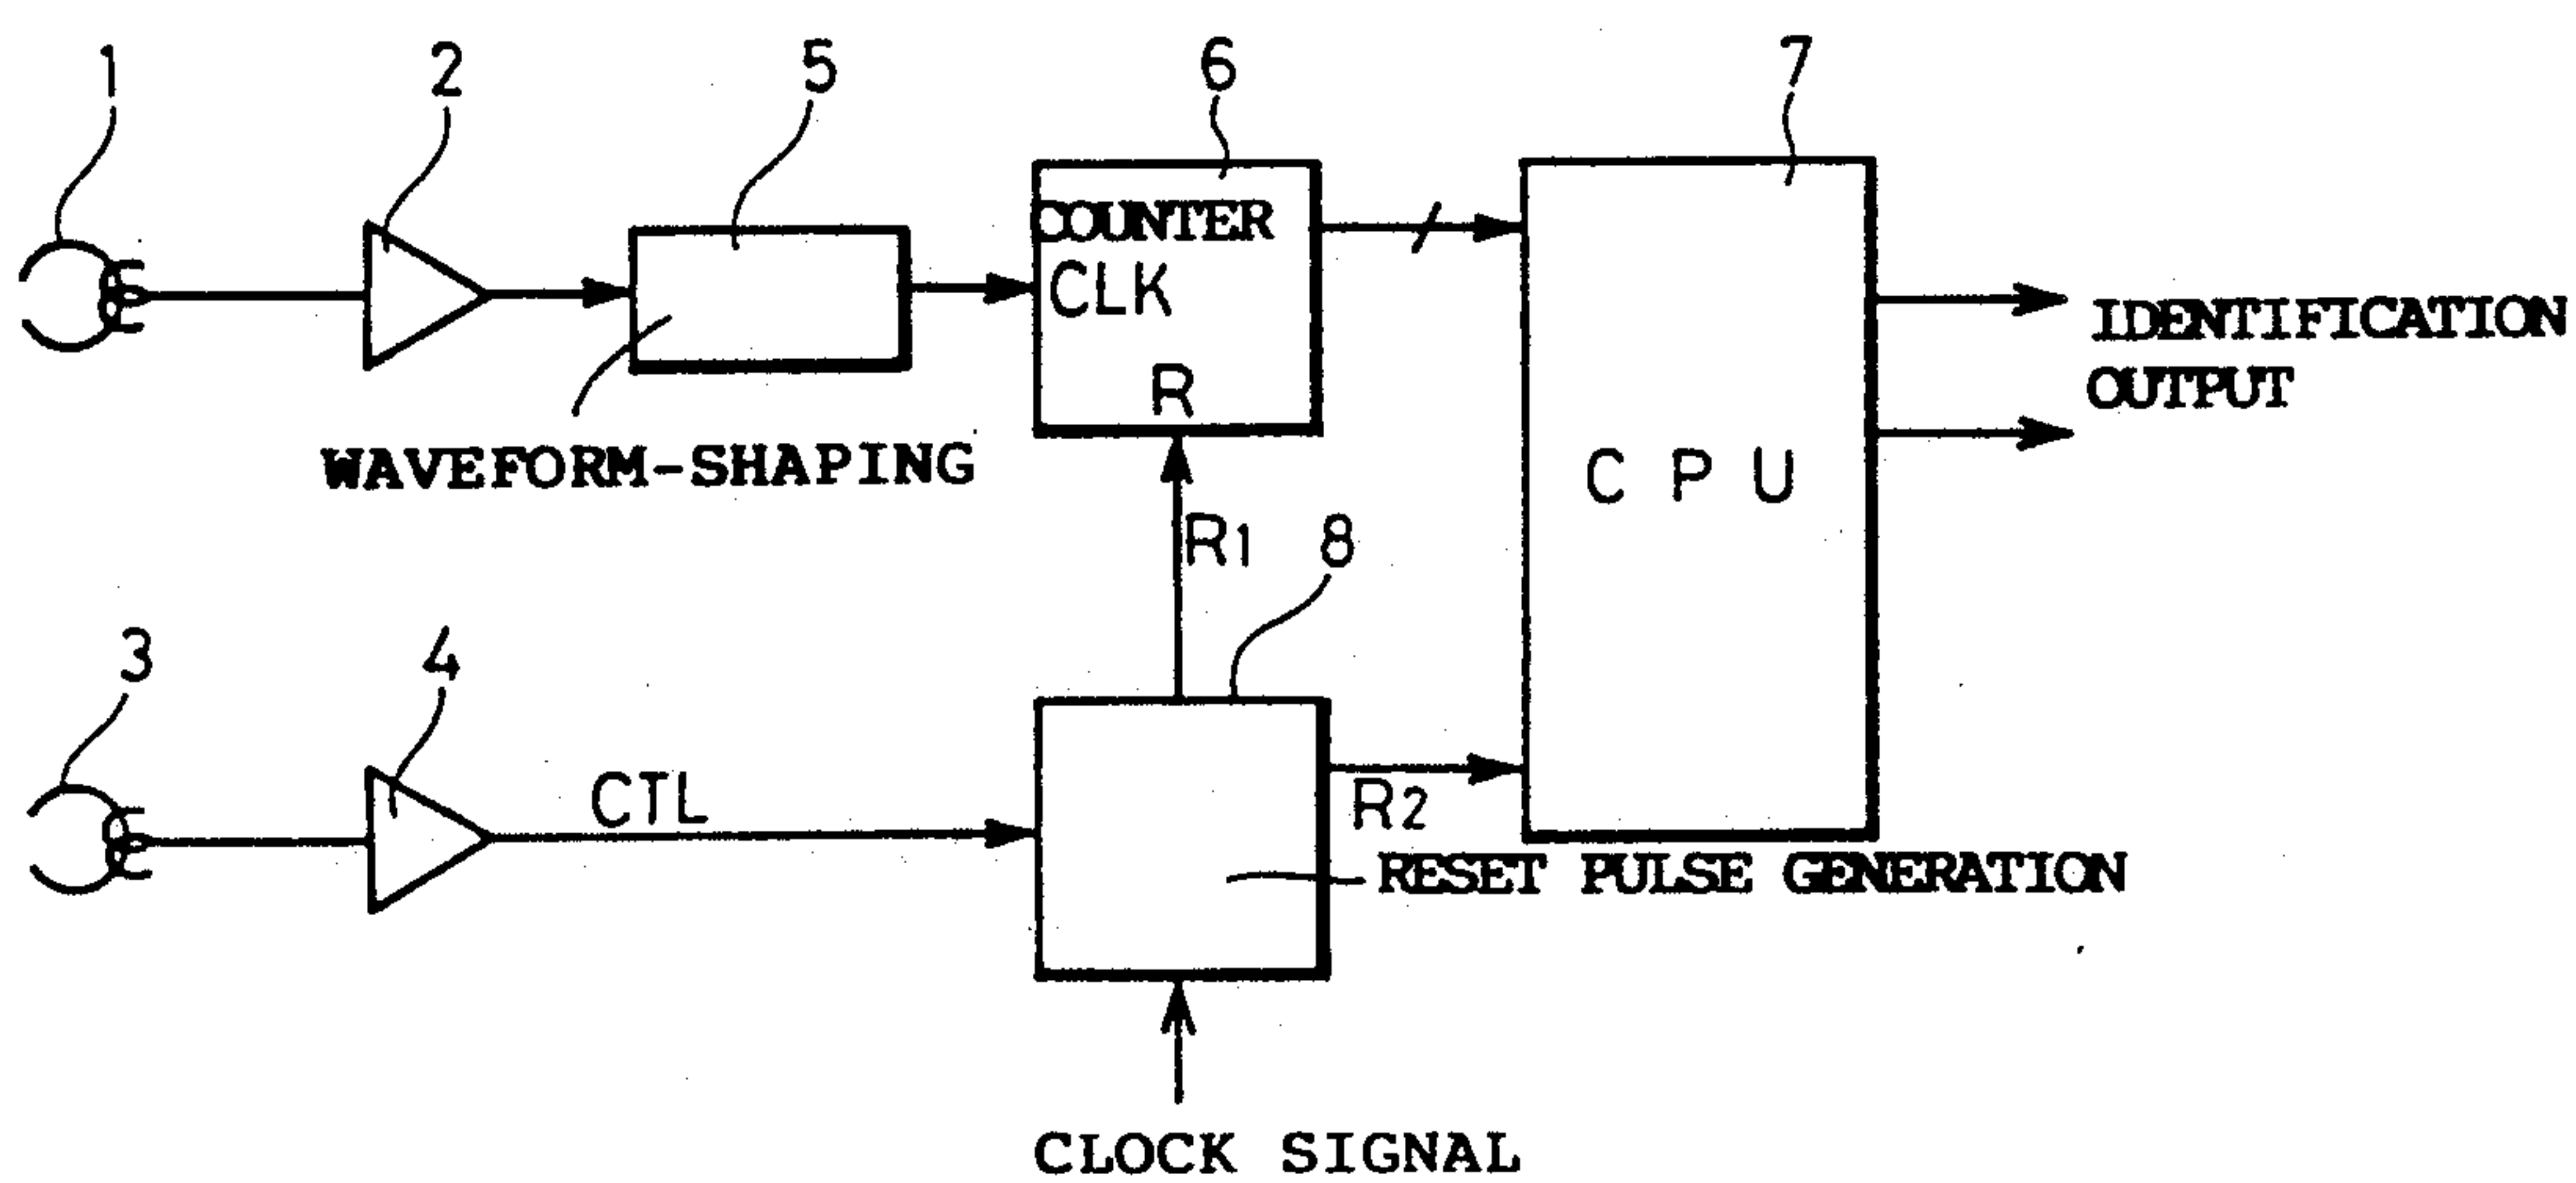 1
2
5
6
7
COUNTER
CLK
R
IDENTIFICATION
OUTPUT
WAVEFORM-SHAPING
C P U
R1
8
3
4
CTL
R2
RESET PULSE GENERATION
CLOCK SIGNAL